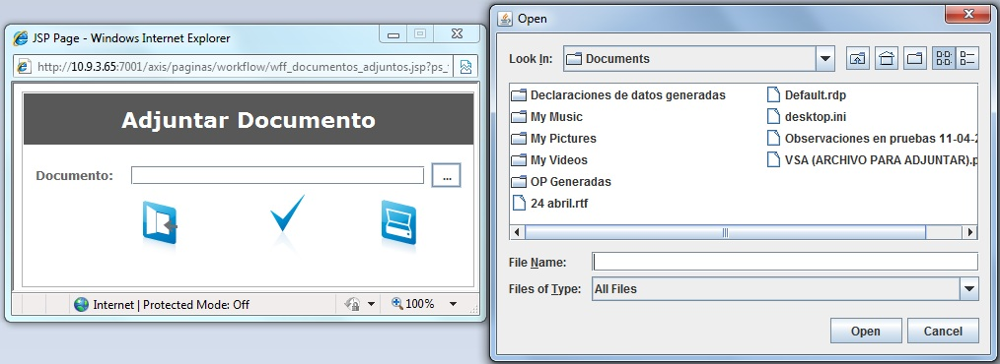 JSP Page - Windows Internet Explorer
http://10.9.3.65:7001/axis/paginas/workflow/wff_documentos_adjuntos.jsp?ps_
Adjuntar Documento
Documento:
...
Internet | Protected Mode: Off
100%
Open
Look In:
Documents
Declaraciones de datos generadas
My Music
My Pictures
My Videos
OP Generadas
24 abril.rtf
Default.rdp
desktop.ini
Observaciones en pruebas 11-04-2
VSA (ARCHIVO PARA ADJUNTAR).p
File Name:
Files of Type:
All Files
Open
Cancel